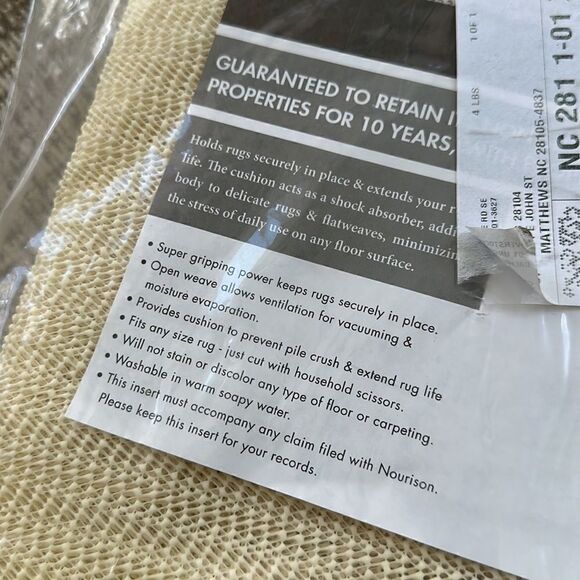 GUARANTEED TO RETAIN
PROPERTIES FOR 10 YEARS,
Holds rugs securely in place & extends your
life. The cushion acts as a shock absorber,
body to delicate rugs & flatweaves,
the stress of daily use on any floor surface.
• Super gripping power keeps rugs securely in place.
• Open weave allows ventilation for vacuuming &
moisture evaporation.
• Provides cushion to prevent pile crush & extend rug life
• Fits any size rug - just cut with household scissors.
• Will not stain or discolor any type of floor or carpeting.
• Washable in warm soapy water.
• This insert must accompany any claim filed with Nourison.
Please keep this insert for your records.
4 LBS
1 OF 1
RD SE
28104
JOHN ST
MATTHEWS NC 28105-4837
NC 281 1-01